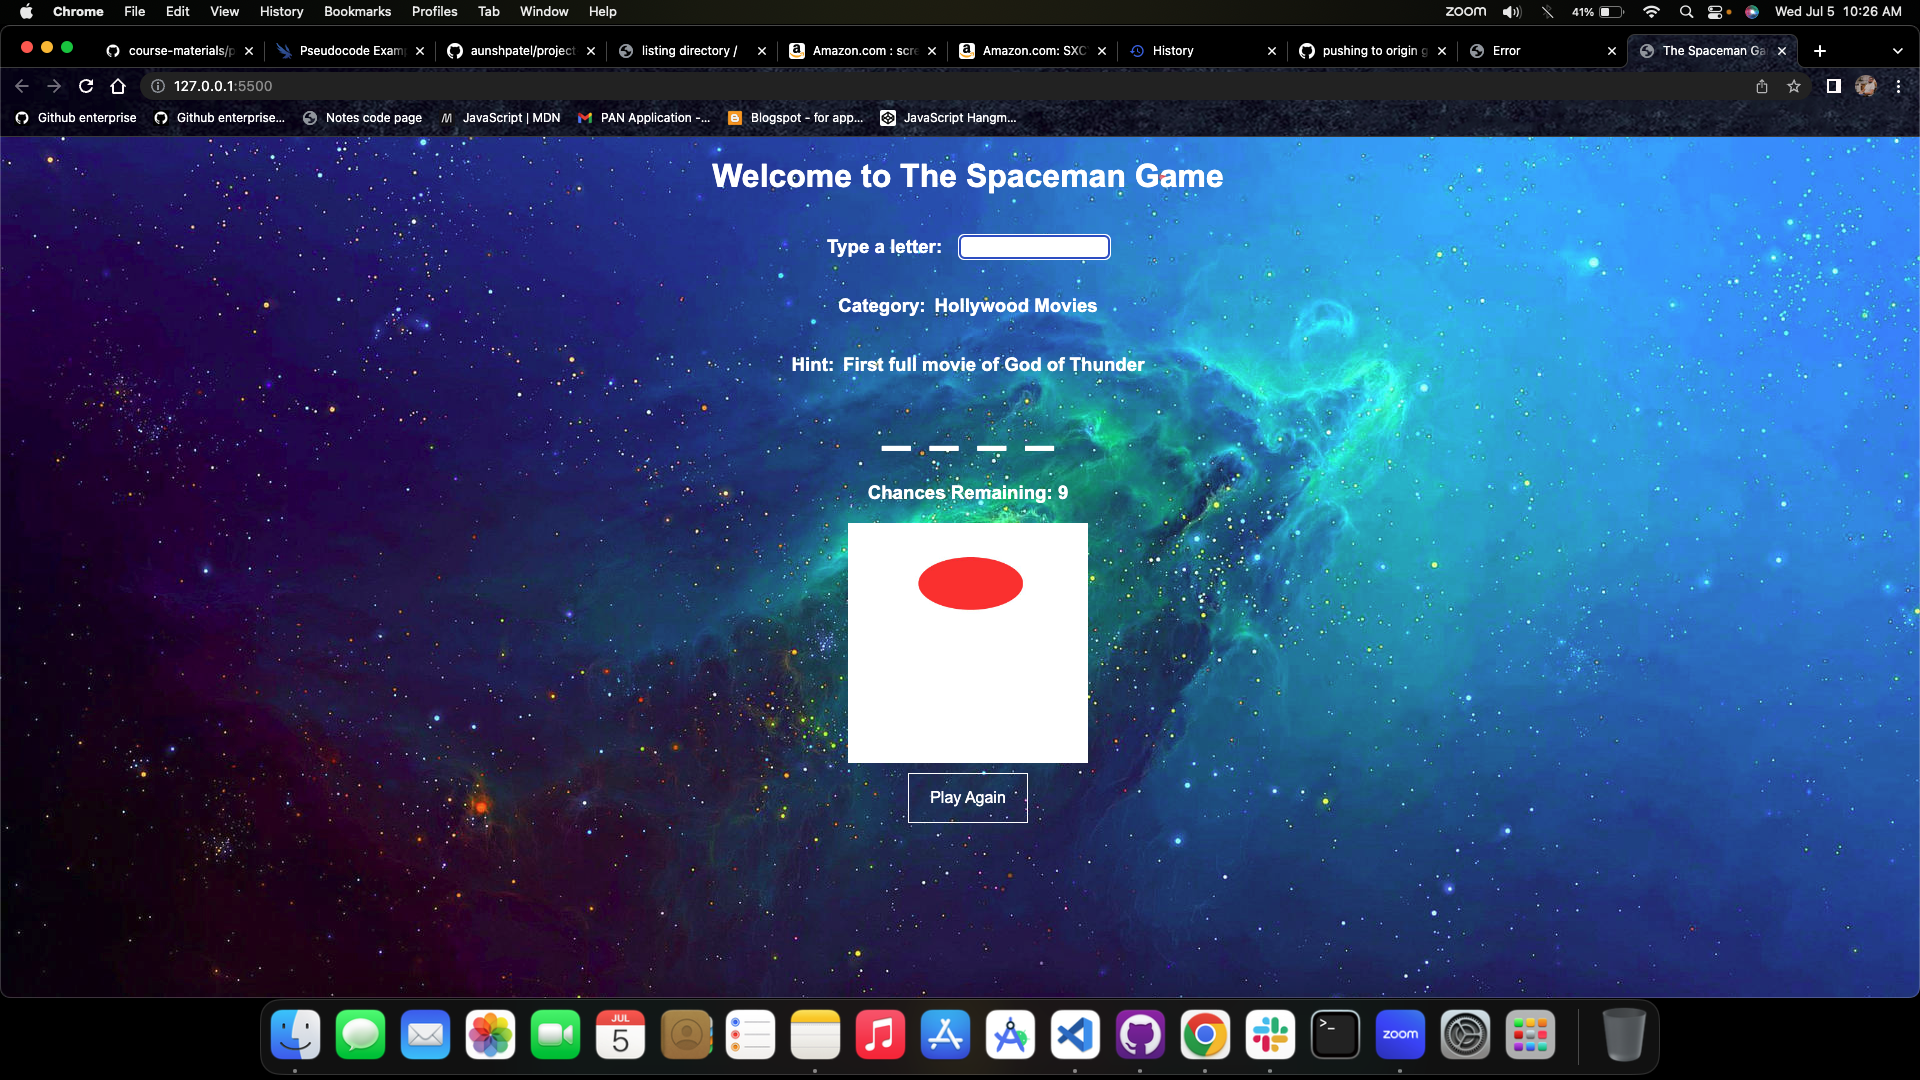 Chrome File Edit View History Bookmarks Profiles Tab Window Help zoom 41% Wed Jul 5 10:26 AM
course-materials/p Pseudocode Examp aunshpatel/project listing directory / Amazon.com : scre Amazon.com: SXC History pushing to origin g Error The Spaceman Ga
127.0.0.1:5500
Github enterprise Github enterprise... Notes code page JavaScript | MDN PAN Application -... Blogspot - for app... JavaScript Hangm...
Welcome to The Spaceman Game
Type a letter:
Category: Hollywood Movies
Hint: First full movie of God of Thunder
Chances Remaining: 9
Play Again
JUL
5
zoom